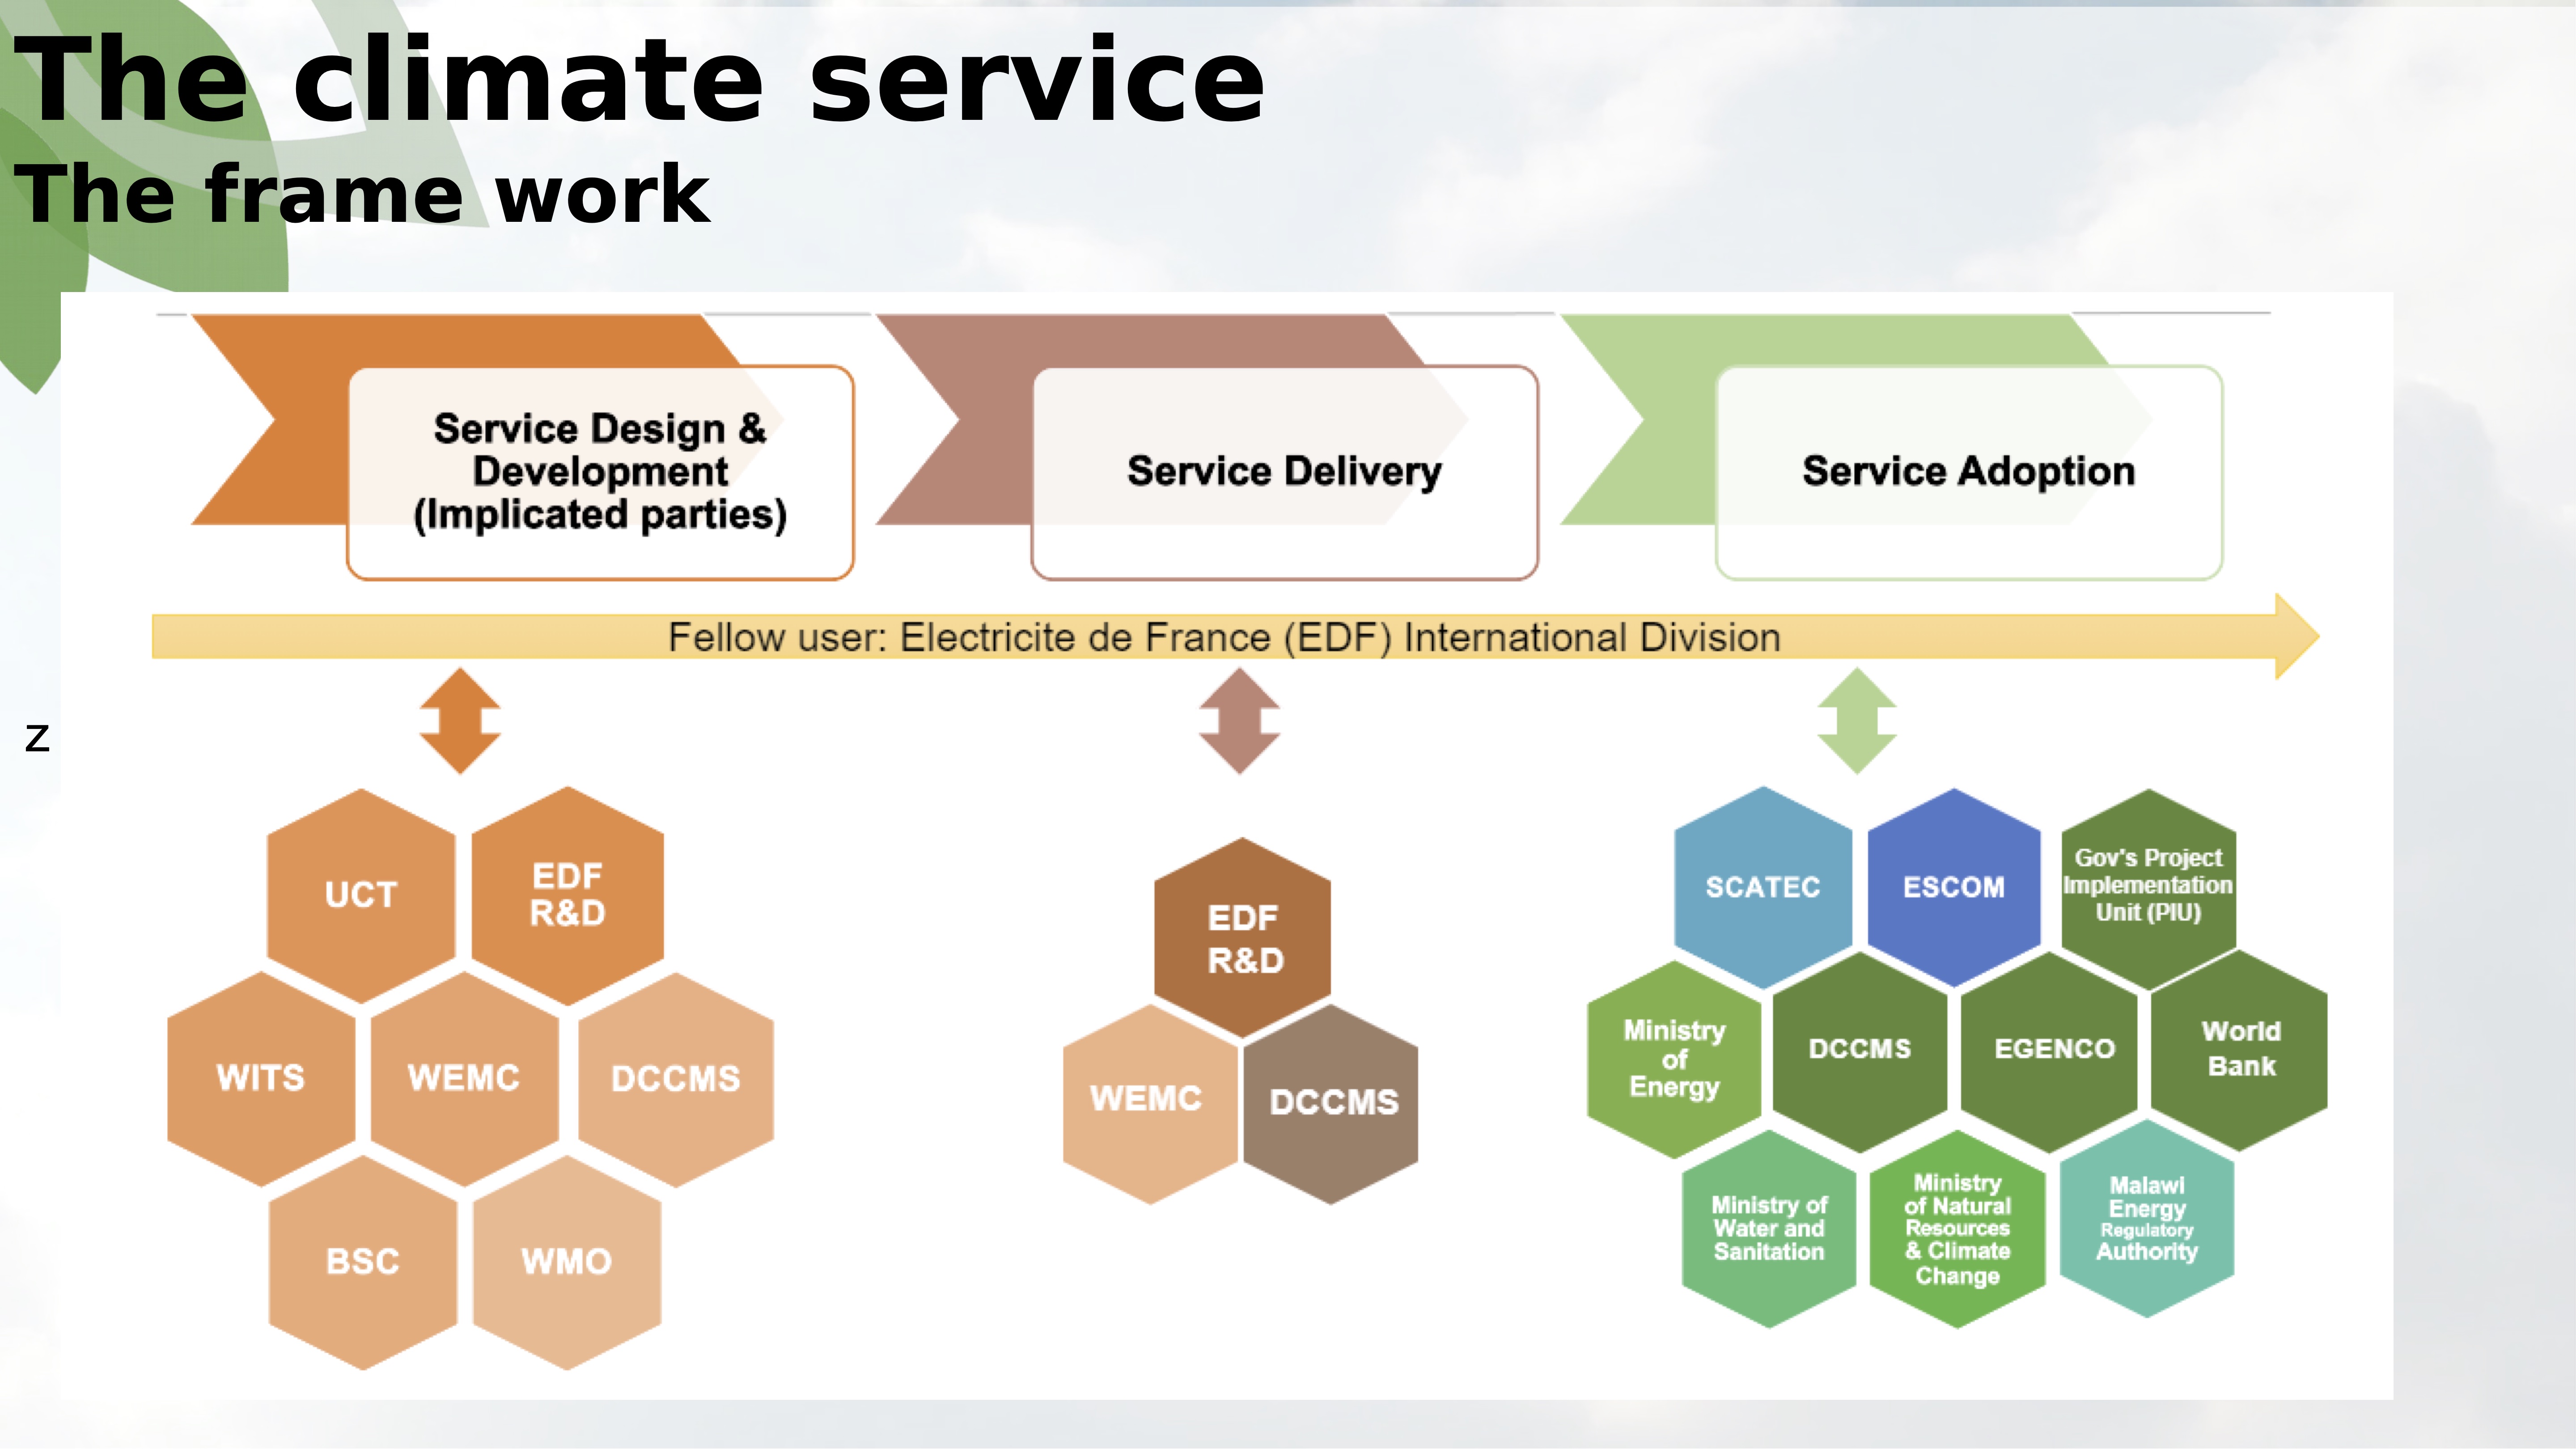 The climate service
The frame work
Service Design &
Development
(Implicated parties)
Service Delivery
Service Adoption
Fellow user: Electricite de France (EDF) International Division
z
UCT
EDF
R&D
WITS
WEMC
DCCMS
BSC
WMO
EDF
R&D
WEMC
DCCMS
SCATEC
ESCOM
Gov's Project
Implementation
Unit (PIU)
Ministry
of
Energy
DCCMS
EGENCO
World
Bank
Ministry of
Water and
Sanitation
Ministry
of Natural
Resources
& Climate
Change
Malawi
Energy
Regulatory
Authority